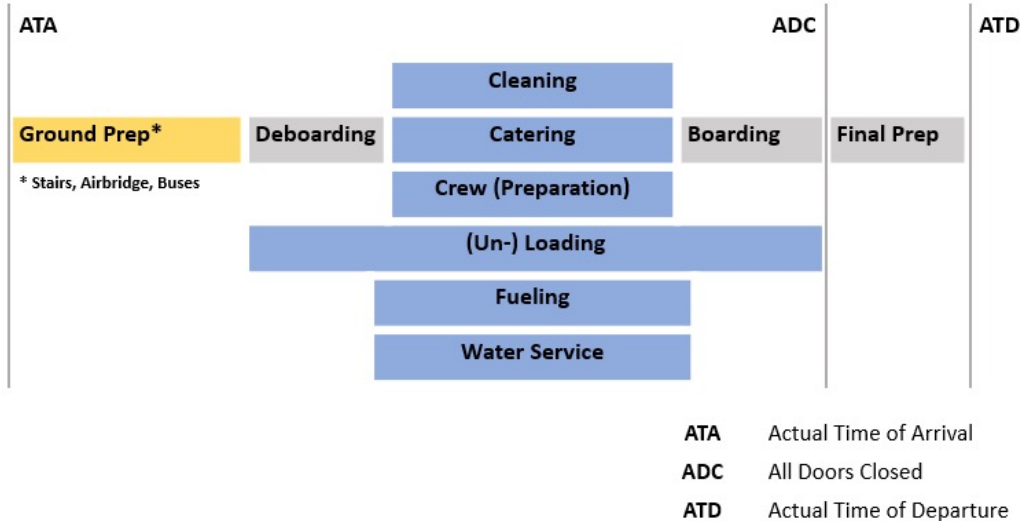 ATA
ADC
ATD
Cleaning
Ground Prep*
Deboarding
Catering
Boarding
Final Prep
* Stairs, Airbridge, Buses
Crew (Preparation)
(Un-) Loading
Fueling
Water Service
ATA Actual Time of Arrival
ADC All Doors Closed
ATD Actual Time of Departure